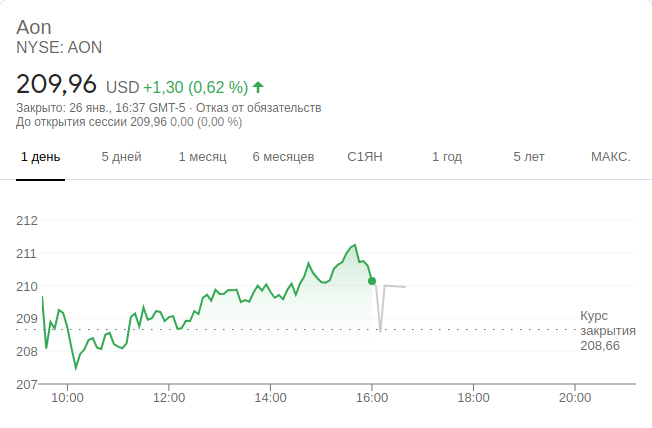 Aon
NYSE: AON
209,96 USD +1,30 (0,62 %)
Закрыто: 26 янв., 16:37 GMT-5 · Отказ от обязательств
До открытия сессии 209,96 0,00 (0,00 %)
1 день 5 дней 1 месяц 6 месяцев С1ЯН 1 год 5 лет МАКС.
212
211
210
209
Курс
закрытия
208,66
208
207
10:00 12:00 14:00 16:00 18:00 20:00